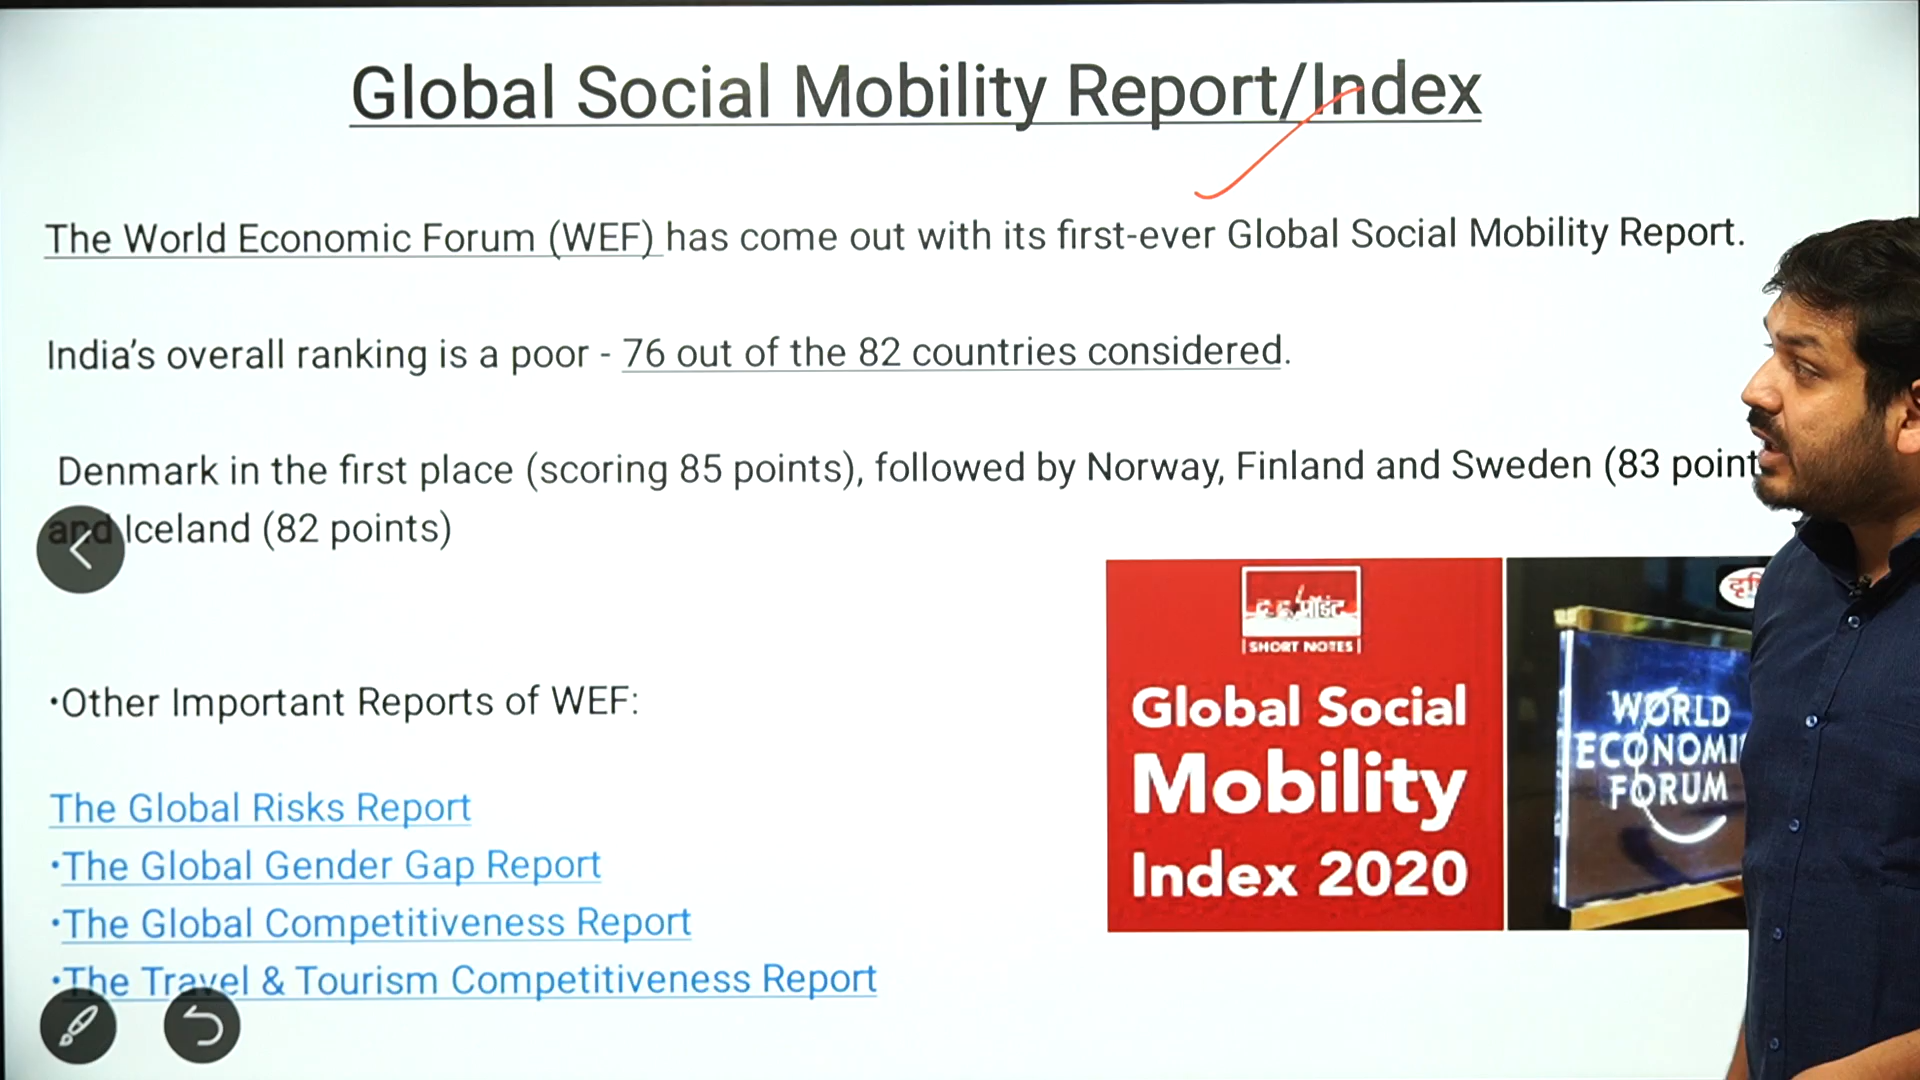 Global Social Mobility Report/Index
The World Economic Forum (WEF) has come out with its first-ever Global Social Mobility Report.
India's overall ranking is a poor - 76 out of the 82 countries considered.
Denmark in the first place (scoring 85 points), followed by Norway, Finland and Sweden (83 point
and Iceland (82 points)
SHORT NOTES
Global Social
Mobility
Index 2020
WORLD
ECONOMI
FORUM
•Other Important Reports of WEF:
The Global Risks Report
•The Global Gender Gap Report
•The Global Competitiveness Report
•The Travel & Tourism Competitiveness Report